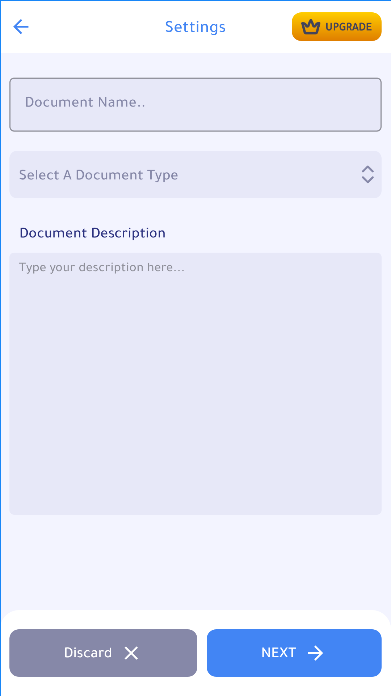 Settings
UPGRADE
Document Name..
Select A Document Type
Document Description
Type your description here...
Discard
NEXT